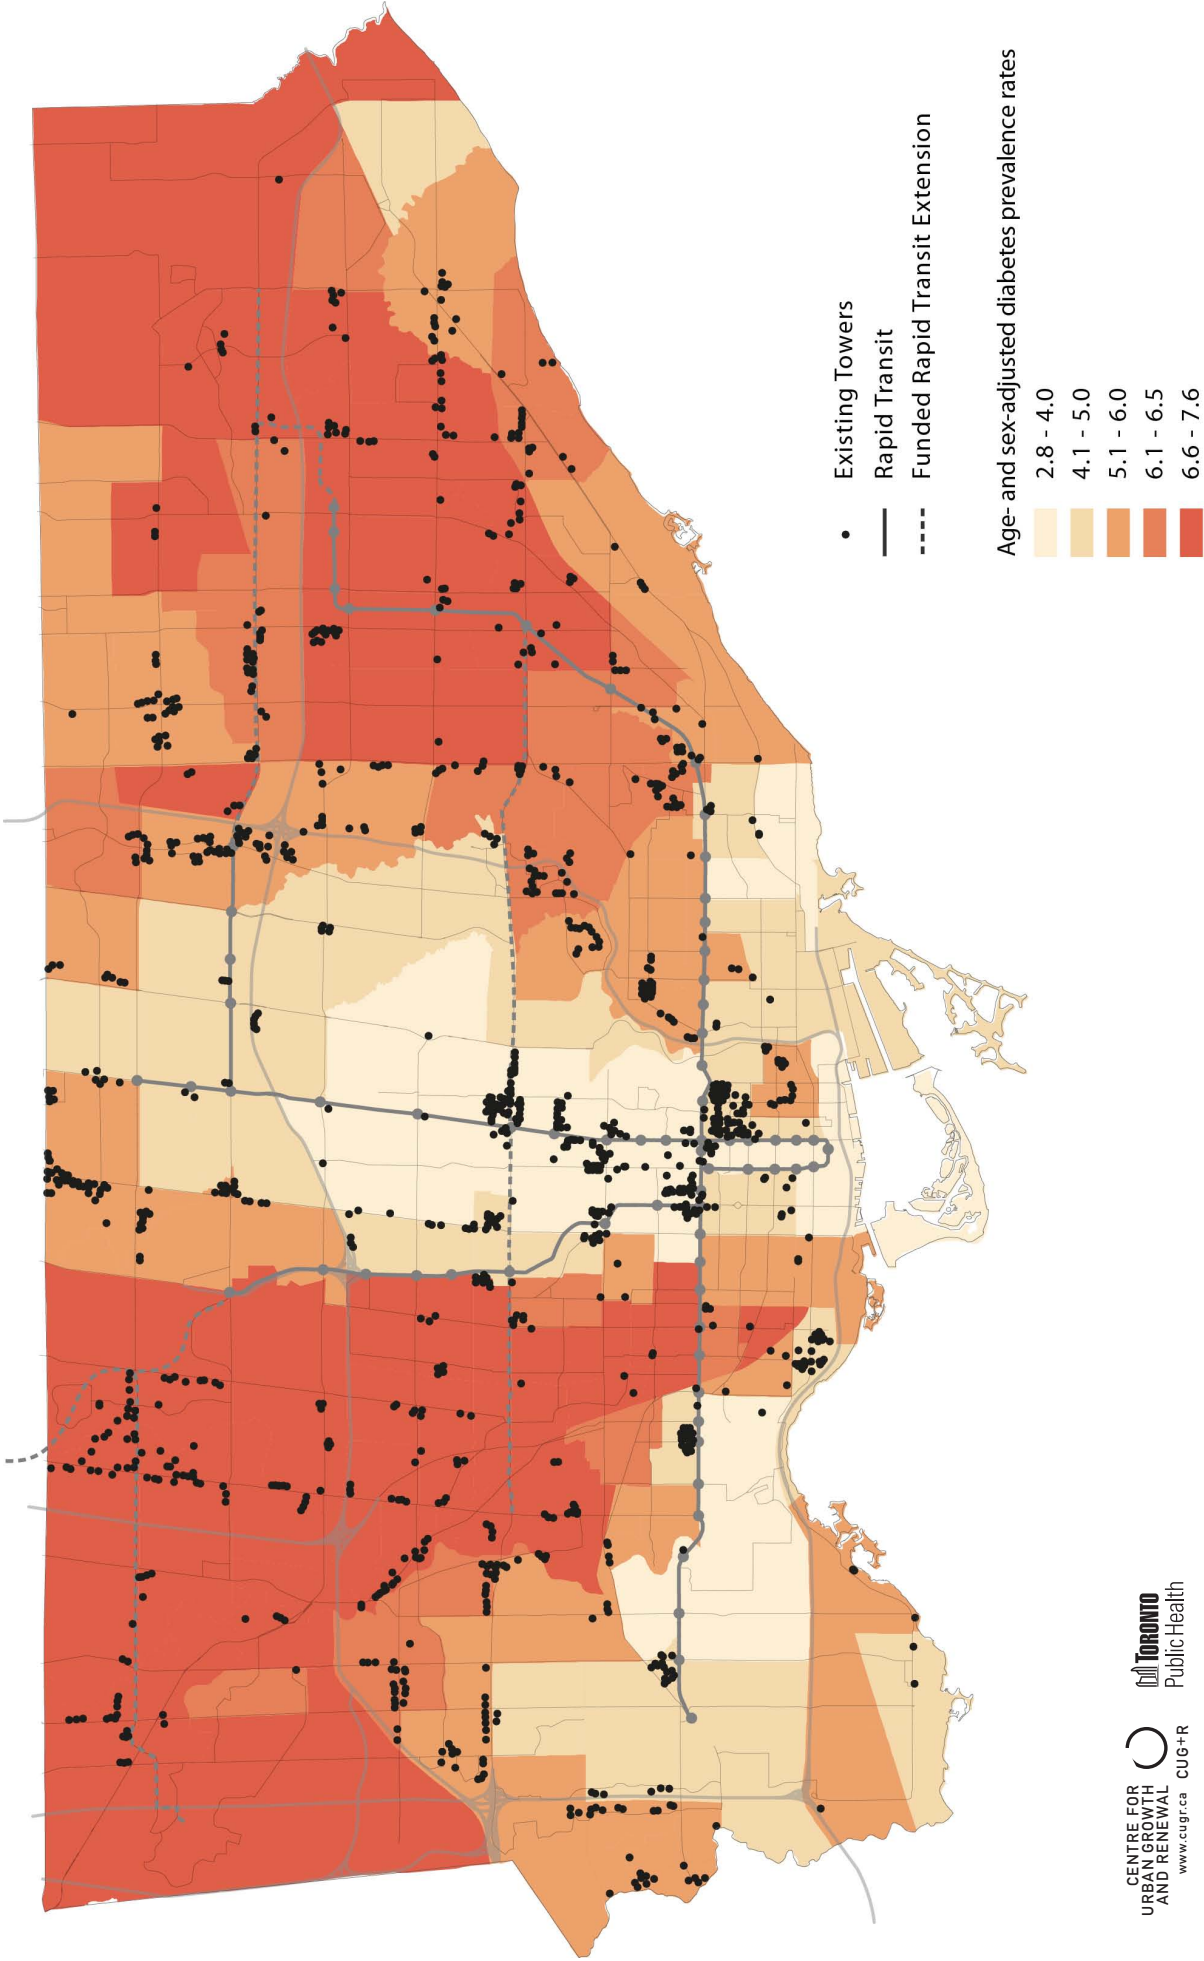 Existing Towers
Rapid Transit
Funded Rapid Transit Extension
Age- and sex-adjusted diabetes prevalence rates
2.8 - 4.0
4.1 - 5.0
5.1 - 6.0
6.1 - 6.5
6.6 - 7.6
CENTRE FOR
URBAN GROWTH
AND RENEWAL
www.cugr.ca CUG+R
TORONTO
Public Health